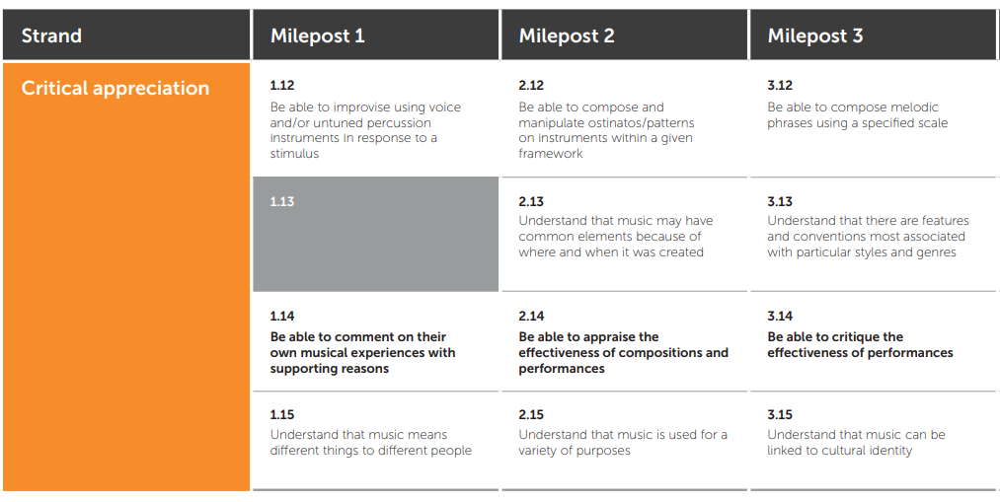 Strand
Milepost 1
Milepost 2
Milepost 3
Critical appreciation
1.12
Be able to improvise using voice
and/or untuned percussion
instruments in response to a
stimulus
2.12
Be able to compose and
manipulate ostinatos/patterns
on instruments within a given
framework
3.12
Be able to compose melodic
phrases using a specified scale
1.13
2.13
Understand that music may have
common elements because of
where and when it was created
3.13
Understand that there are features
and conventions most associated
with particular styles and genres
1.14
Be able to comment on their
own musical experiences with
supporting reasons
2.14
Be able to appraise the
effectiveness of compositions and
performances
3.14
Be able to critique the
effectiveness of performances
1.15
Understand that music means
different things to different people
2.15
Understand that music is used for a
variety of purposes
3.15
Understand that music can be
linked to cultural identity